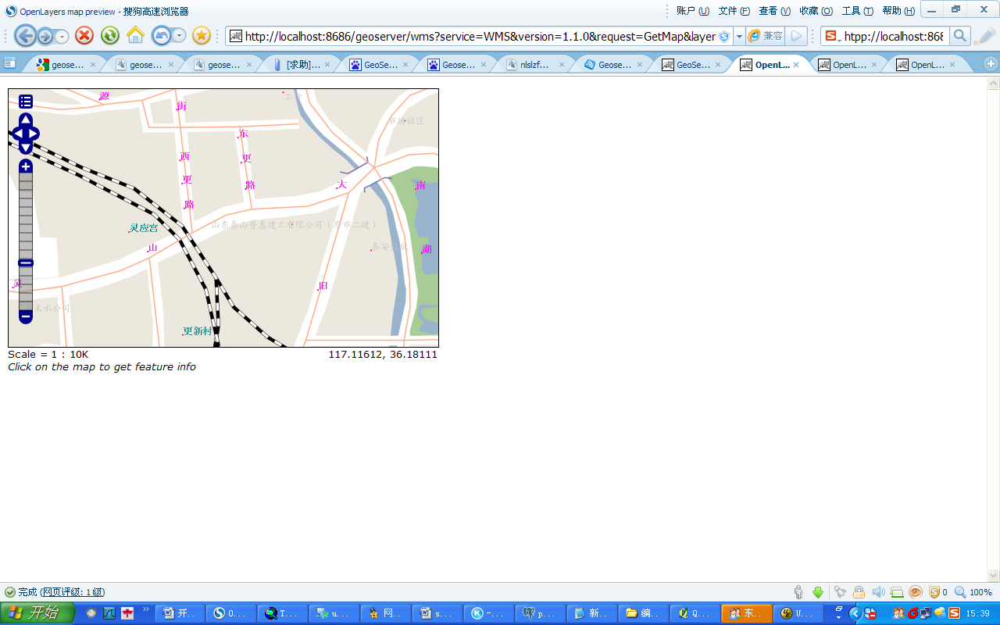 OpenLayers map preview - 搜狗高速浏览器
账户 (U) 文件 (F) 查看 (V) 收藏 (O) 工具 (T) 帮助 (H)
http://localhost:8686/geoserver/wms?service=WMS&version=1.1.0&request=GetMap&layer
兼容
htpp://localhost:868
geose... geose... geose... [求助]... GeoSe... Geose... nlslzf... Geose... GeoSe... OpenL... OpenL... OpenL...
源
街
市场社区
东
西
更
更
路
大
南
路
灵应宫
山东泰山普惠建工有限公司（原市二建）
山
湖
灵
旧
来水公司
更新村
Scale = 1 : 10K
117.11612, 36.18111
Click on the map to get feature info
完成 (网页评级: 1级)
0
100%
开始
开.. O... T... u... 网.. s... -... p... 新.. 编.. Q... 东.. U...
15:39